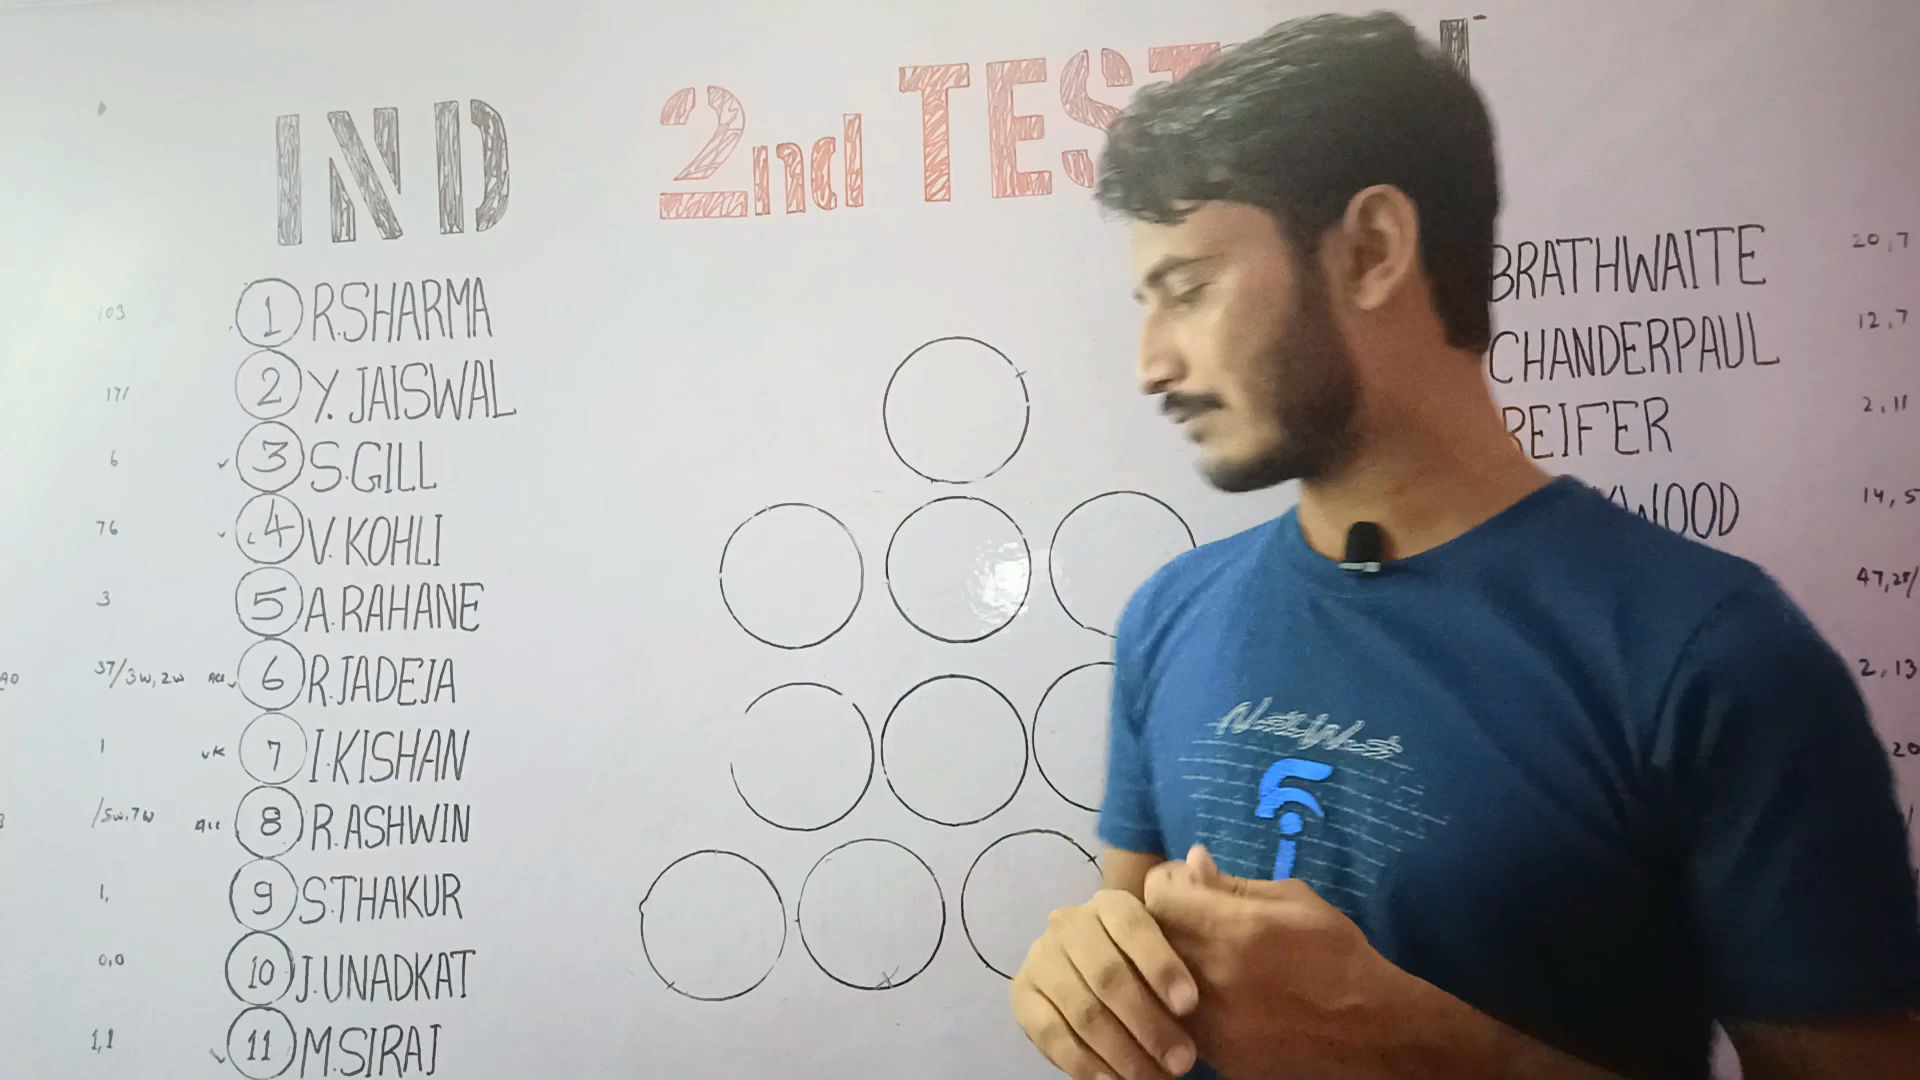 IND 2nd TEST
103 1 R.SHARMA
171 2 Y. JAISWAL
6 3 S.GILL
76 4 V. KOHLI
3 5 A.RAHANE
37/3w,2w 6 R.JADEJA
1 7 I.KISHAN
/5w,7w 8 R.ASHWIN
1, 9 S.THAKUR
0,0 10 J.UNADKAT
1,1 11 M.SIRAJ
BRATHWAITE 20,7
CHANDERPAUL 12,7
REIFER 2,11
WOOD 14,5
47,28/
2,13
20